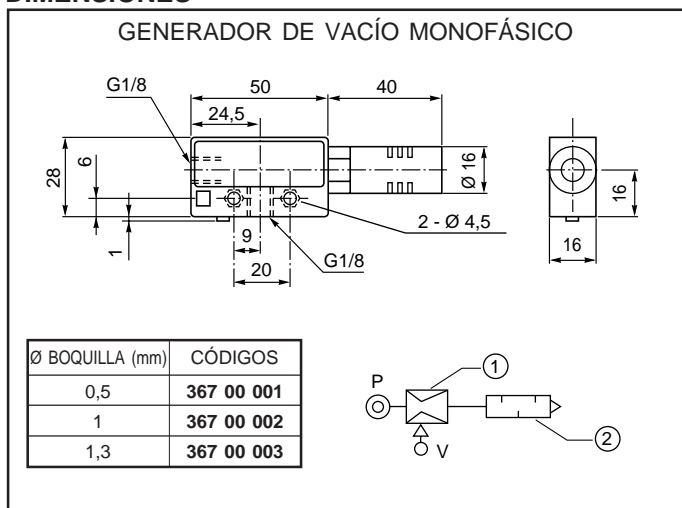 DIMENSIONES
GENERADOR DE VACÍO MONOFÁSICO
G1/8
50
40
24,5
28
6
1
Ø 16
16
16
2 - Ø 4,5
9
G1/8
20
Ø BOQUILLA (mm) CÓDIGOS
0,5 367 00 001
1 367 00 002
1,3 367 00 003
P
1
V
2